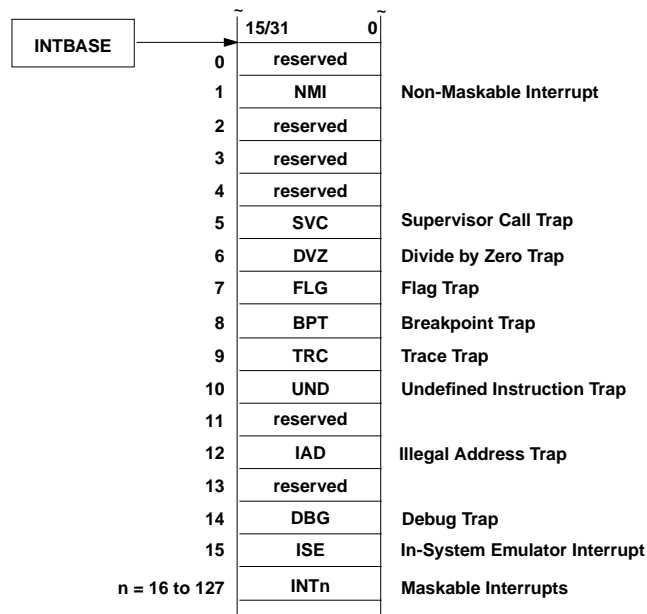 ~ ~
15/31 0
INTBASE
0 reserved
1 NMI Non-Maskable Interrupt
2 reserved
3 reserved
4 reserved
5 SVC Supervisor Call Trap
6 DVZ Divide by Zero Trap
7 FLG Flag Trap
8 BPT Breakpoint Trap
9 TRC Trace Trap
10 UND Undefined Instruction Trap
11 reserved
12 IAD Illegal Address Trap
13 reserved
14 DBG Debug Trap
15 ISE In-System Emulator Interrupt
n = 16 to 127 INTn Maskable Interrupts